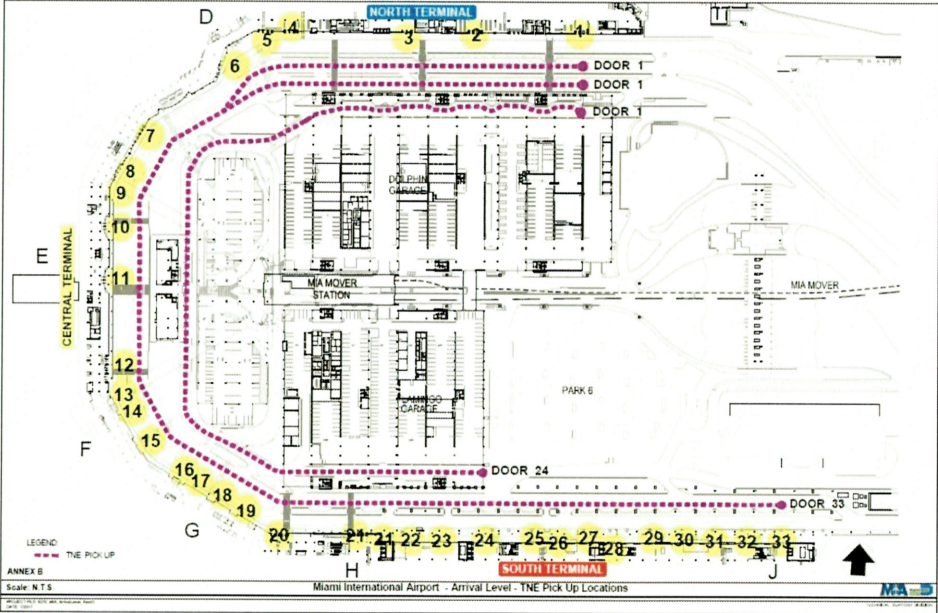 D
NORTH TERMINAL
4
5
3
2
1
6
DOOR 1
DOOR 1
DOOR 1
7
8
9
DOLPHIN
GARAGE
10
E
CENTRAL TERMINAL
11
MIA MOVER
STATION
MIA MOVER
12
13
14
PARK 6
FLAMINGO
GARAGE
15
F
16
17
DOOR 24
18
19
DOOR 33
G
20
21
21
22
23
24
25
26
27
28
29
30
31
32
33
LEGEND:
TNE PICK UP
H
SOUTH TERMINAL
J
ANNEX B
Scale: N.T.S
Miami International Airport - Arrival Level - TNE Pick Up Locations
MIA